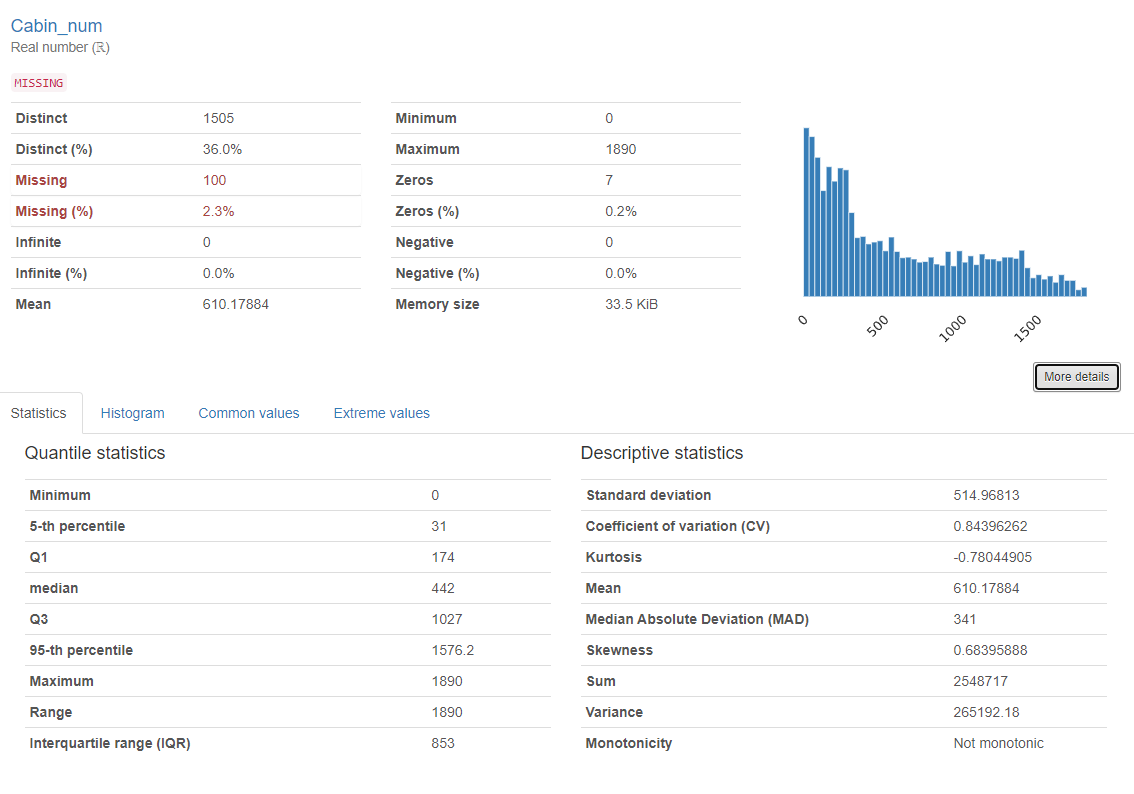 Cabin_num
Real number (ℝ)
MISSING
Distinct 1505
Distinct (%) 36.0%
Missing 100
Missing (%) 2.3%
Infinite 0
Infinite (%) 0.0%
Mean 610.17884
Minimum 0
Maximum 1890
Zeros 7
Zeros (%) 0.2%
Negative 0
Negative (%) 0.0%
Memory size 33.5 KiB
0 500 1000 1500
More details
Statistics Histogram Common values Extreme values
Quantile statistics
Minimum 0
5-th percentile 31
Q1 174
median 442
Q3 1027
95-th percentile 1576.2
Maximum 1890
Range 1890
Interquartile range (IQR) 853
Descriptive statistics
Standard deviation 514.96813
Coefficient of variation (CV) 0.84396262
Kurtosis -0.78044905
Mean 610.17884
Median Absolute Deviation (MAD) 341
Skewness 0.68395888
Sum 2548717
Variance 265192.18
Monotonicity Not monotonic